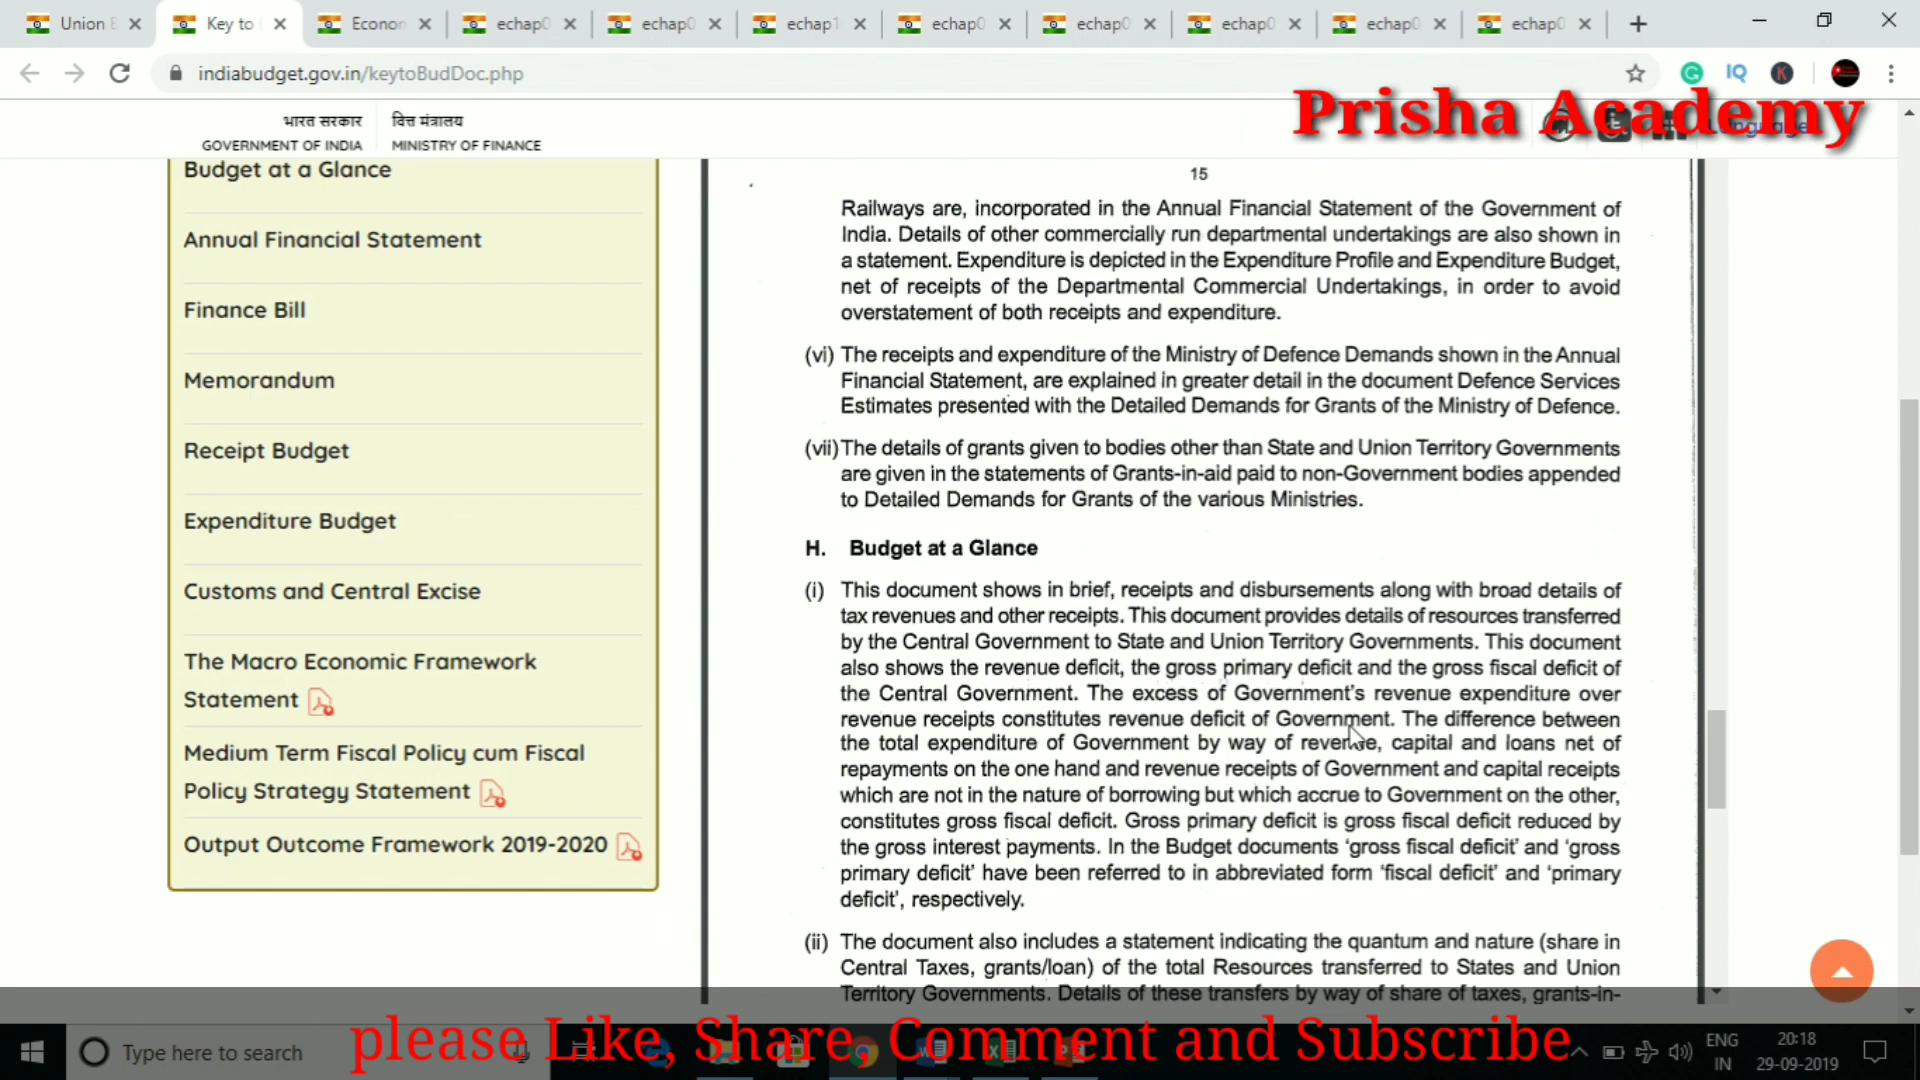 Union E
Key to
Econon
echap0
echap0
echap1
echap0
echap0
echap0
echap0
echap0
indiabudget.gov.in/keytoBudDoc.php
Prisha Academy
भारत सरकार
GOVERNMENT OF INDIA
वित्त मंत्रालय
MINISTRY OF FINANCE
Budget at a Glance
Annual Financial Statement
Finance Bill
Memorandum
Receipt Budget
Expenditure Budget
Customs and Central Excise
The Macro Economic Framework
Statement
Medium Term Fiscal Policy cum Fiscal
Policy Strategy Statement
Output Outcome Framework 2019-2020
15
Railways are, incorporated in the Annual Financial Statement of the Government of
India. Details of other commercially run departmental undertakings are also shown in
a statement. Expenditure is depicted in the Expenditure Profile and Expenditure Budget,
net of receipts of the Departmental Commercial Undertakings, in order to avoid
overstatement of both receipts and expenditure.
(vi) The receipts and expenditure of the Ministry of Defence Demands shown in the Annual
Financial Statement, are explained in greater detail in the document Defence Services
Estimates presented with the Detailed Demands for Grants of the Ministry of Defence.
(vii) The details of grants given to bodies other than State and Union Territory Governments
are given in the statements of Grants-in-aid paid to non-Government bodies appended
to Detailed Demands for Grants of the various Ministries.
H. Budget at a Glance
(i) This document shows in brief, receipts and disbursements along with broad details of
tax revenues and other receipts. This document provides details of resources transferred
by the Central Government to State and Union Territory Governments. This document
also shows the revenue deficit, the gross primary deficit and the gross fiscal deficit of
the Central Government. The excess of Government's revenue expenditure over
revenue receipts constitutes revenue deficit of Government. The difference between
the total expenditure of Government by way of revenue, capital and loans net of
repayments on the one hand and revenue receipts of Government and capital receipts
which are not in the nature of borrowing but which accrue to Government on the other,
constitutes gross fiscal deficit. Gross primary deficit is gross fiscal deficit reduced by
the gross interest payments. In the Budget documents 'gross fiscal deficit' and 'gross
primary deficit' have been referred to in abbreviated form 'fiscal deficit' and 'primary
deficit', respectively.
(ii) The document also includes a statement indicating the quantum and nature (share in
Central Taxes, grants/loan) of the total Resources transferred to States and Union
Territory Governments. Details of these transfers by way of share of taxes, grants-in-
please Like, Share, Comment and Subscribe
Type here to search
ENG
IN
20:18
29-09-2019